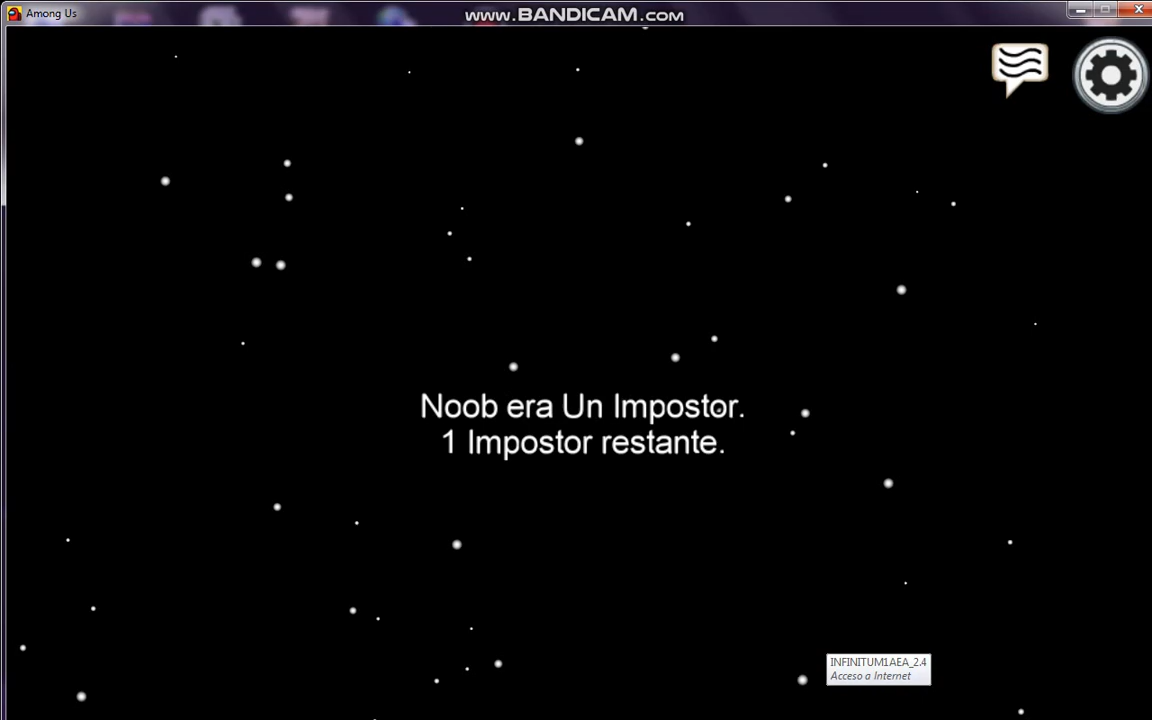 Among Us
www.BANDICAM.com
Noob era Un Impostor.
1 Impostor restante.
INFINITUM1AEA_2.4
Acceso a Internet